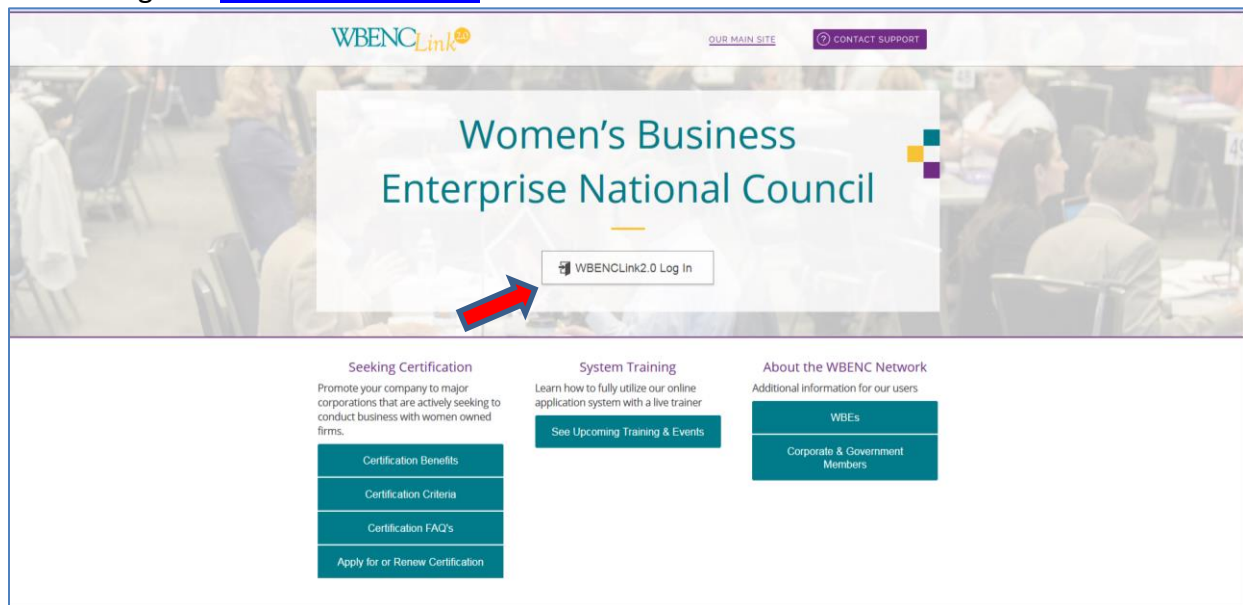 WBENCLink 2.0
OUR MAIN SITE
? CONTACT SUPPORT
Women's Business
Enterprise National Council
WBENCLink2.0 Log In
Seeking Certification
Promote your company to major
corporations that are actively seeking to
conduct business with women owned
firms.
Certification Benefits
Certification Criteria
Certification FAQ's
Apply for or Renew Certification
System Training
Learn how to fully utilize our online
application system with a live trainer
See Upcoming Training & Events
About the WBENC Network
Additional information for our users
WBEs
Corporate & Government
Members